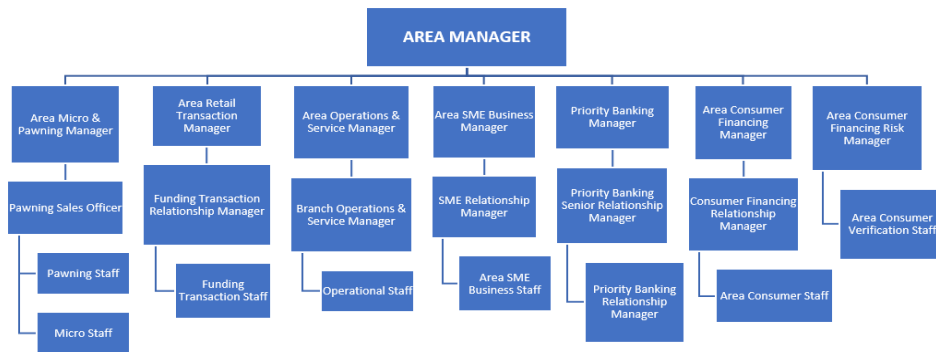 AREA MANAGER
Area Micro &
Pawning Manager
Area Retail
Transaction
Manager
Area Operations &
Service Manager
Area SME Business
Manager
Priority Banking
Manager
Area Consumer
Financing
Manager
Area Consumer
Financing Risk
Manager
Pawning Sales Officer
Funding Transaction
Relationship Manager
Branch Operations &
Service Manager
SME Relationship
Manager
Priority Banking
Senior Relationship
Manager
Consumer Financing
Relationship
Manager
Area Consumer
Verification Staff
Pawning Staff
Funding
Transaction Staff
Operational Staff
Area SME
Business Staff
Priority Banking
Relationship
Manager
Area Consumer Staff
Micro Staff